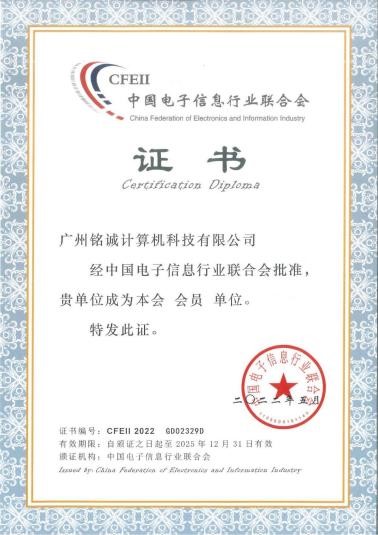 CFEII
中国电子信息行业联合会
China Federation of Electronics and Information Industry
证 书
Certification Diploma
广州铭诚计算机科技有限公司
经中国电子信息行业联合会批准，
贵单位成为本会 会员 单位。
特发此证。
中国电子信息行业联合会
二〇二二年五月
证书编号：CFEII 2022 GD02329D
有效期限：自颁证之日起至 2025 年 12 月 31 日有效
颁证机构：中国电子信息行业联合会
Issued by: China Federation of Electronics and Information Industry